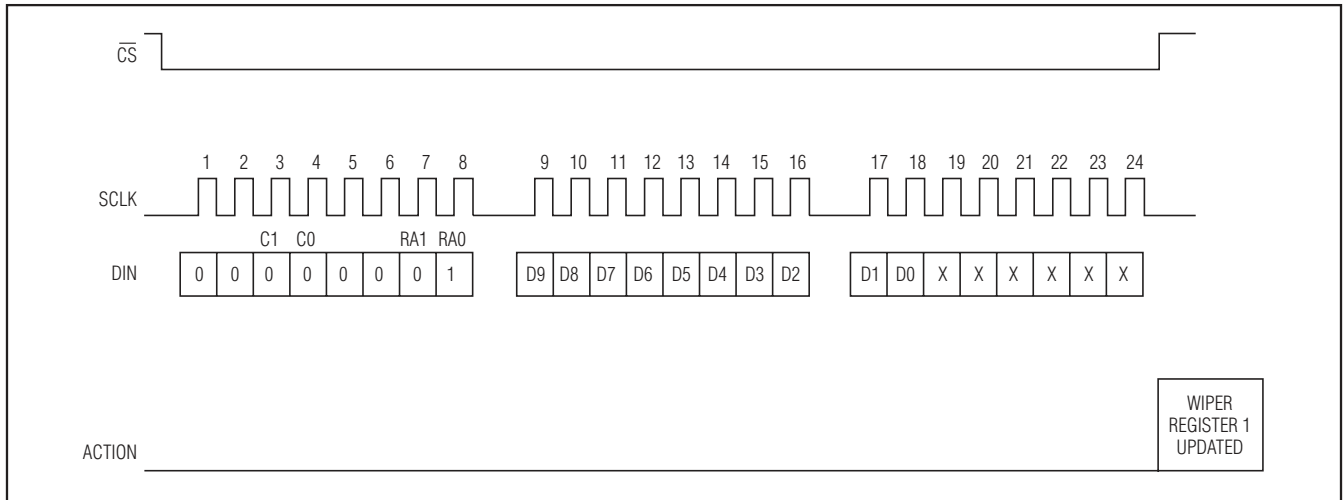 CS
1 2 3 4 5 6 7 8 9 10 11 12 13 14 15 16 17 18 19 20 21 22 23 24
SCLK
C1 C0 RA1 RA0
DIN 0 0 0 0 0 0 0 1 D9 D8 D7 D6 D5 D4 D3 D2 D1 D0 X X X X X X
WIPER
REGISTER 1
UPDATED
ACTION